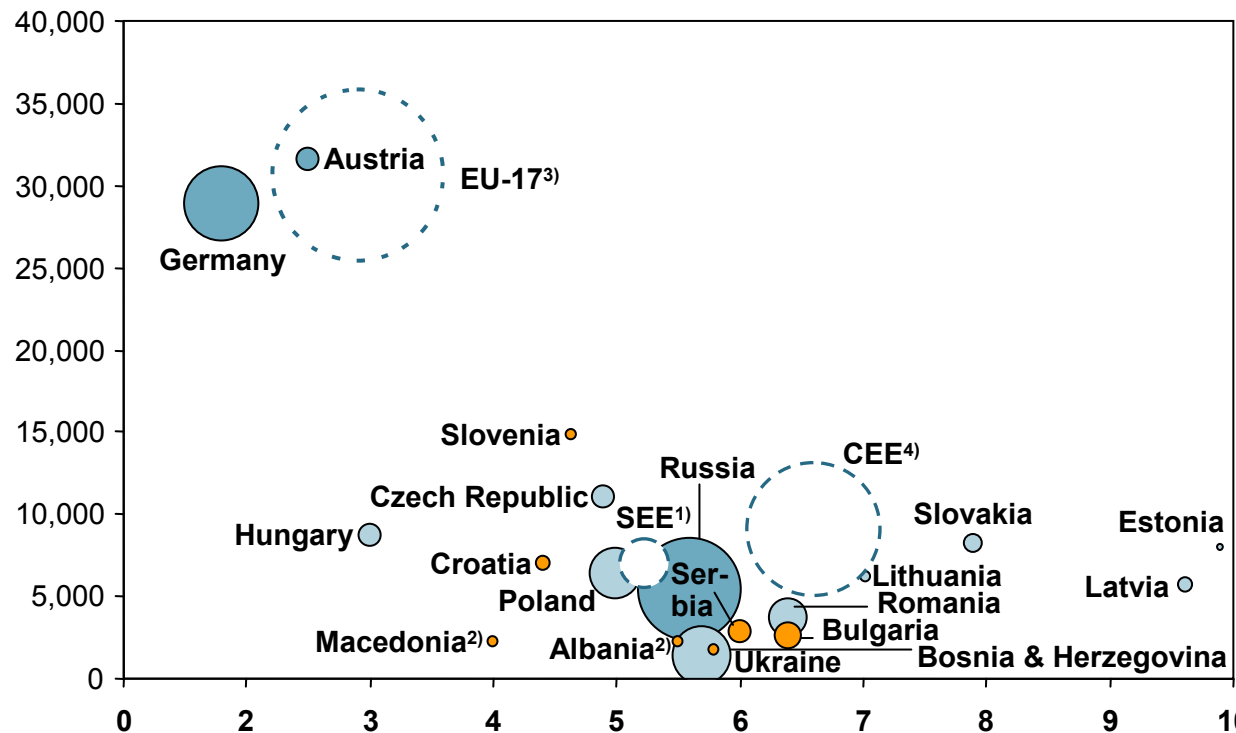 40,000
35,000
Austria
EU-17³⁾
30,000
Germany
25,000
20,000
15,000
Slovenia
CEE⁴⁾
Russia
Czech Republic
SEE¹⁾
Slovakia
Estonia
10,000
Hungary
Croatia
Ser-
bia
Lithuania
Latvia
5,000
Poland
Romania
Bulgaria
Macedonia²⁾
Albania²⁾
Ukraine
Bosnia & Herzegovina
0
0 2 3 4 5 6 7 8 9